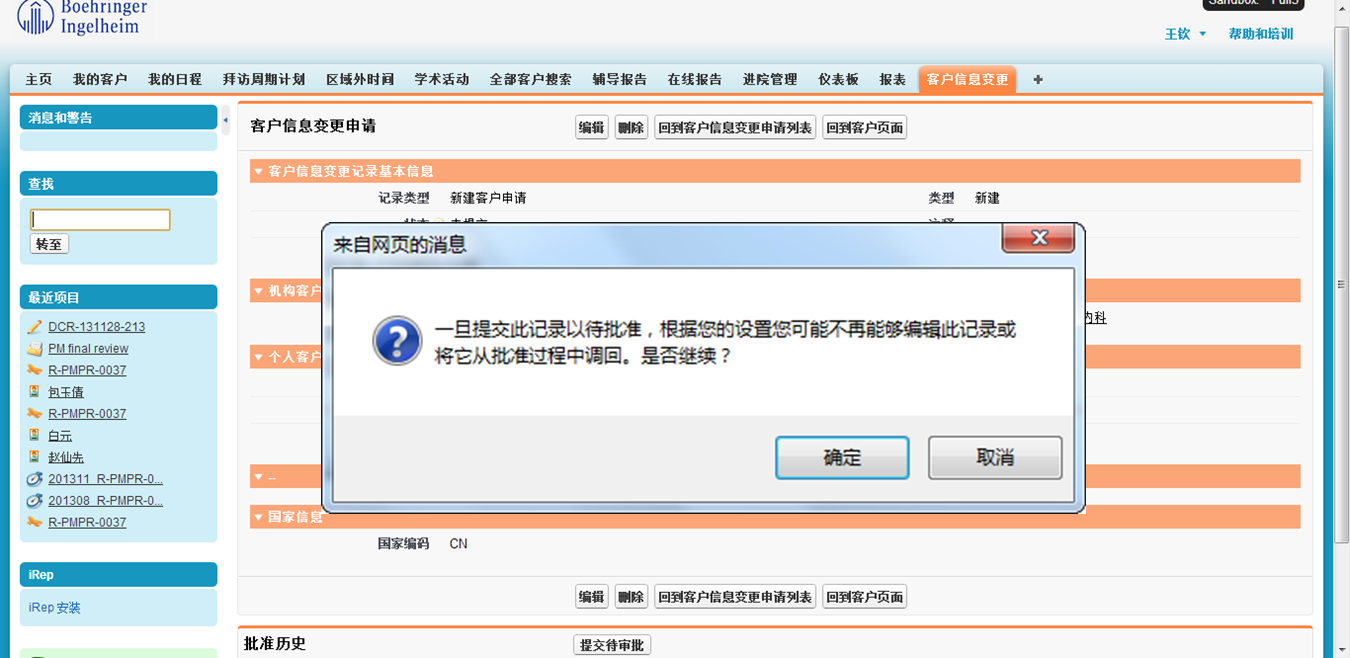 Boehringer
Ingelheim
Sandbox: Full3
王钦 帮助和培训
主页 我的客户 我的日程 拜访周期计划 区域外时间 学术活动 全部客户搜索 辅导报告 在线报告 进院管理 仪表板 报表 客户信息变更 +
消息和警告
查找
转至
最近项目
DCR-131128-213
PM final review
R-PMPR-0037
包玉倩
R-PMPR-0037
白元
赵仙先
201311_R-PMPR-0...
201308_R-PMPR-0...
R-PMPR-0037
iRep
iRep 安装
客户信息变更申请 编辑 删除 回到客户信息变更申请列表 回到客户页面
客户信息变更记录基本信息
记录类型 新建客户申请 类型 新建
机构客户
内科
个人客户
来自网页的消息
一旦提交此记录以待批准，根据您的设置您可能不再能够编辑此记录或
将它从批准过程中调回。是否继续？
确定 取消
--
国家信息
国家编码 CN
编辑 删除 回到客户信息变更申请列表 回到客户页面
批准历史 提交待审批